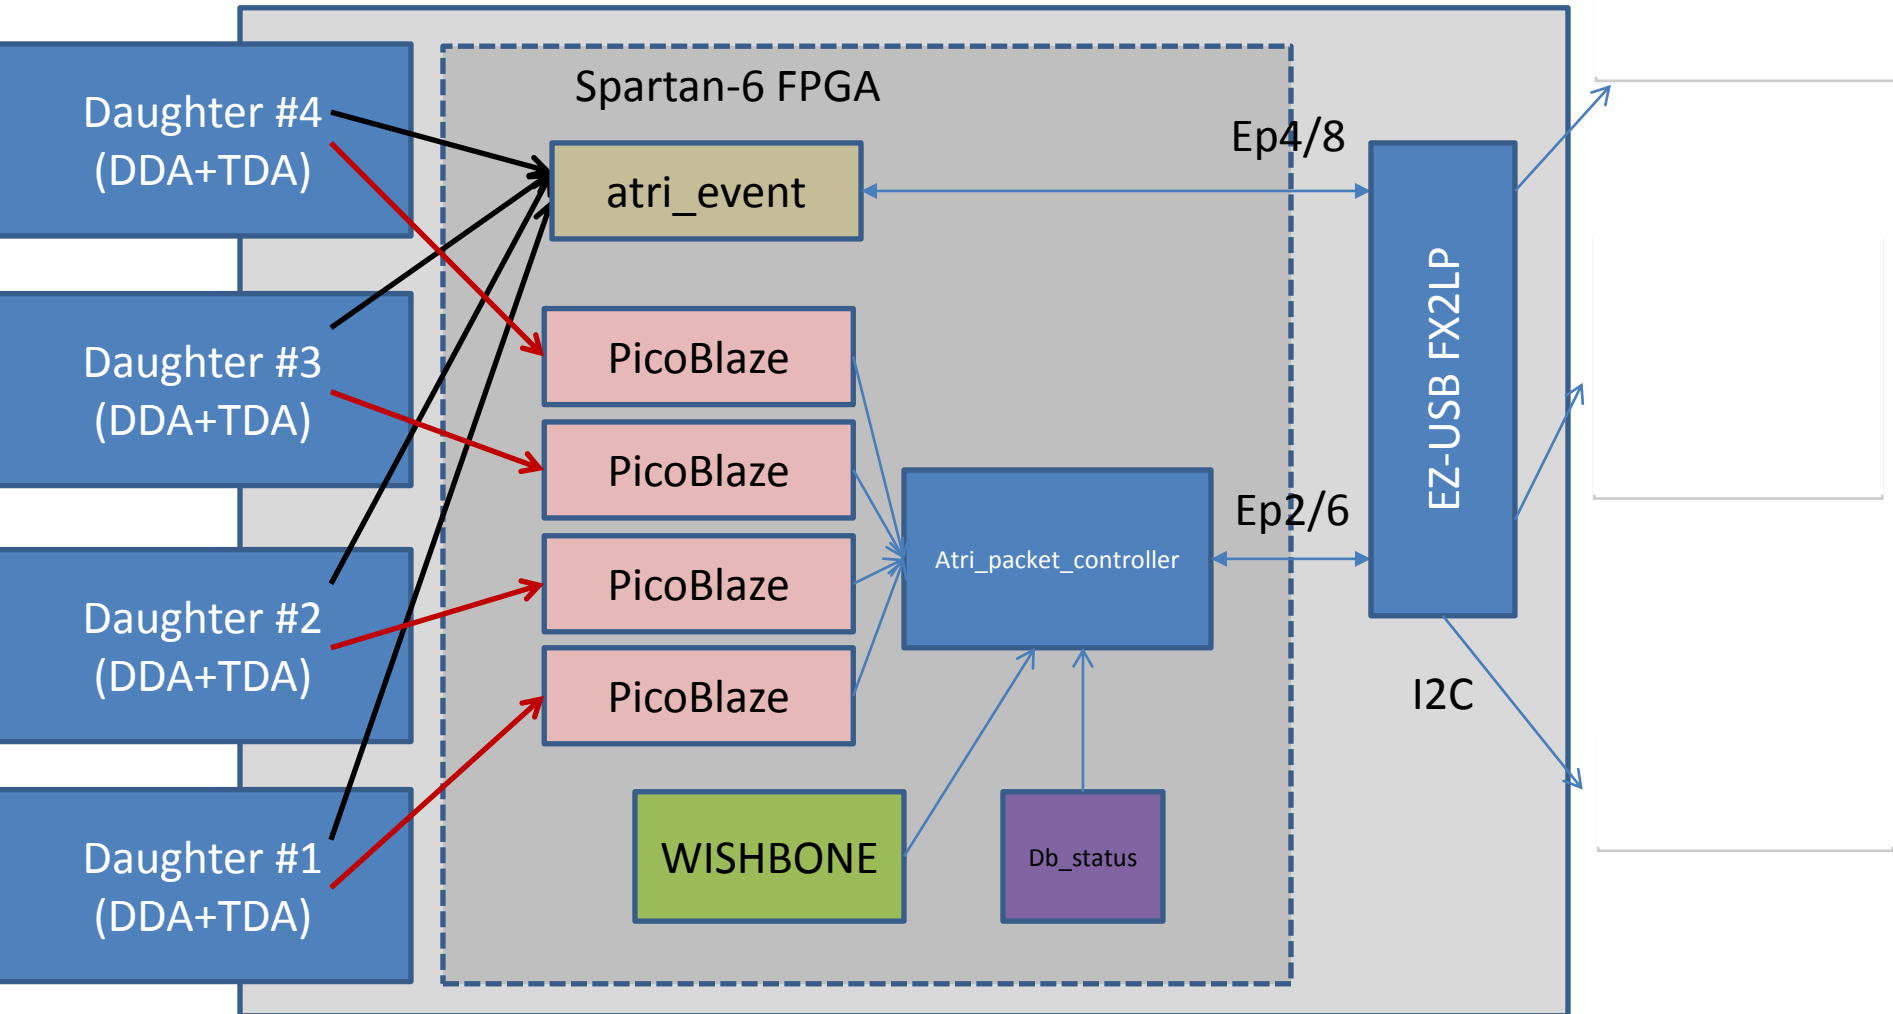 Spartan-6 FPGA
Daughter #4
(DDA+TDA)
Ep4/8
atri_event
EZ-USB FX2LP
Daughter #3
(DDA+TDA)
PicoBlaze
PicoBlaze
Ep2/6
Atri_packet_controller
PicoBlaze
Daughter #2
(DDA+TDA)
PicoBlaze
I2C
Daughter #1
(DDA+TDA)
WISHBONE
Db_status